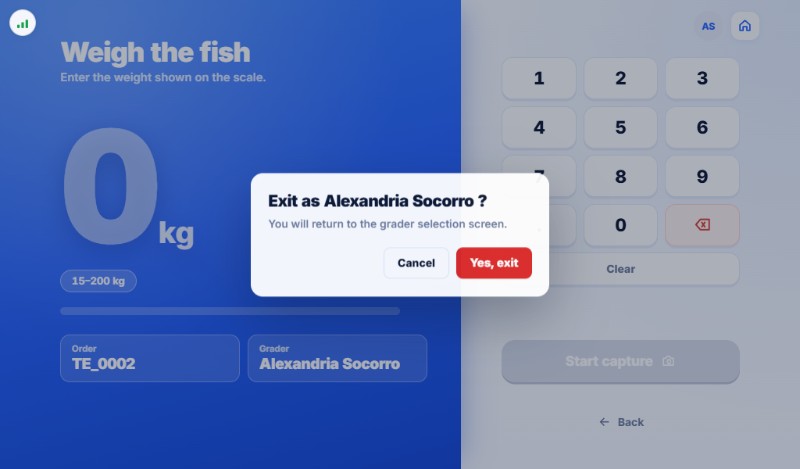 AS
Weigh the fish
Enter the weight shown on the scale.
0 kg
15–200 kg
Order
TE_0002
Grader
Alexandria Socorro
1 2 3
4 5 6
7 8 9
0
Clear
Start capture
Back
Exit as Alexandria Socorro ?
You will return to the grader selection screen.
Cancel
Yes, exit